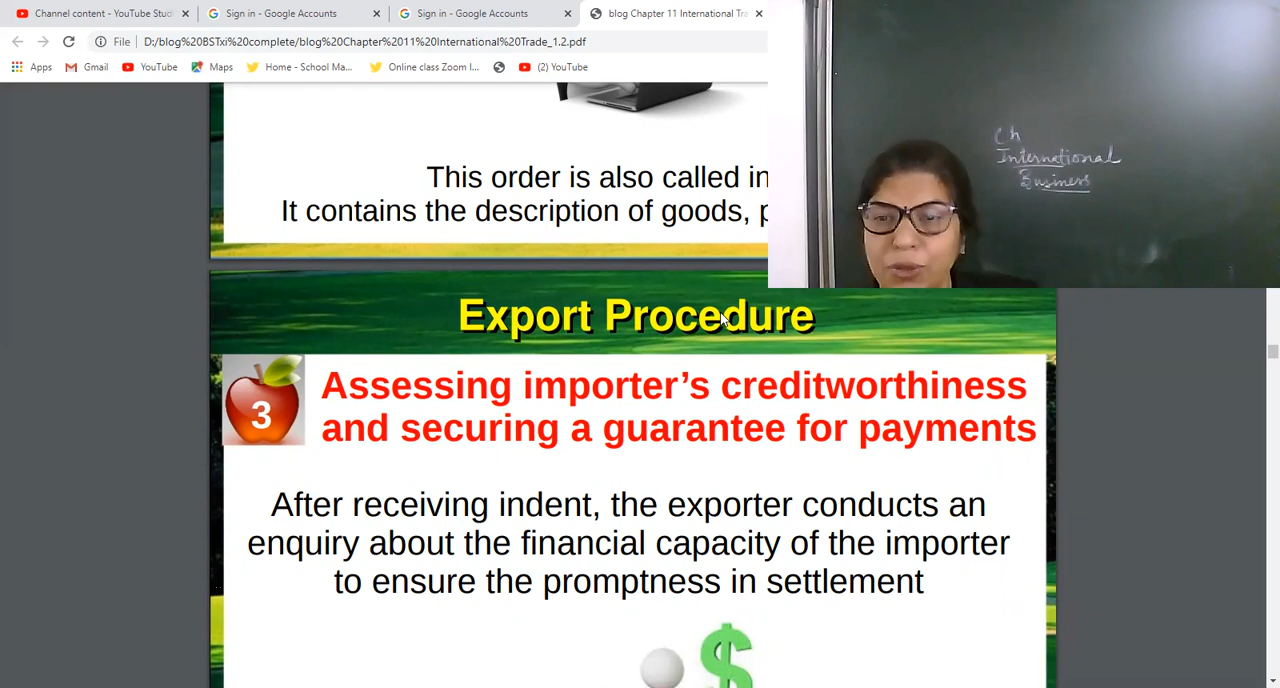 Channel content - YouTube Stud
Sign in - Google Accounts
Sign in - Google Accounts
blog Chapter 11 International Tra
File
D:/blog%20BSTxi%20complete/blog%20Chapter%2011%20International%20Trade_1.2.pdf
Apps
Gmail
YouTube
Maps
Home - School Ma...
Online class Zoom l...
(2) YouTube
Ch
International
Business
This order is also called in
It contains the description of goods, p
Export Procedure
3
Assessing importer’s creditworthiness
and securing a guarantee for payments
After receiving indent, the exporter conducts an
enquiry about the financial capacity of the importer
to ensure the promptness in settlement
$